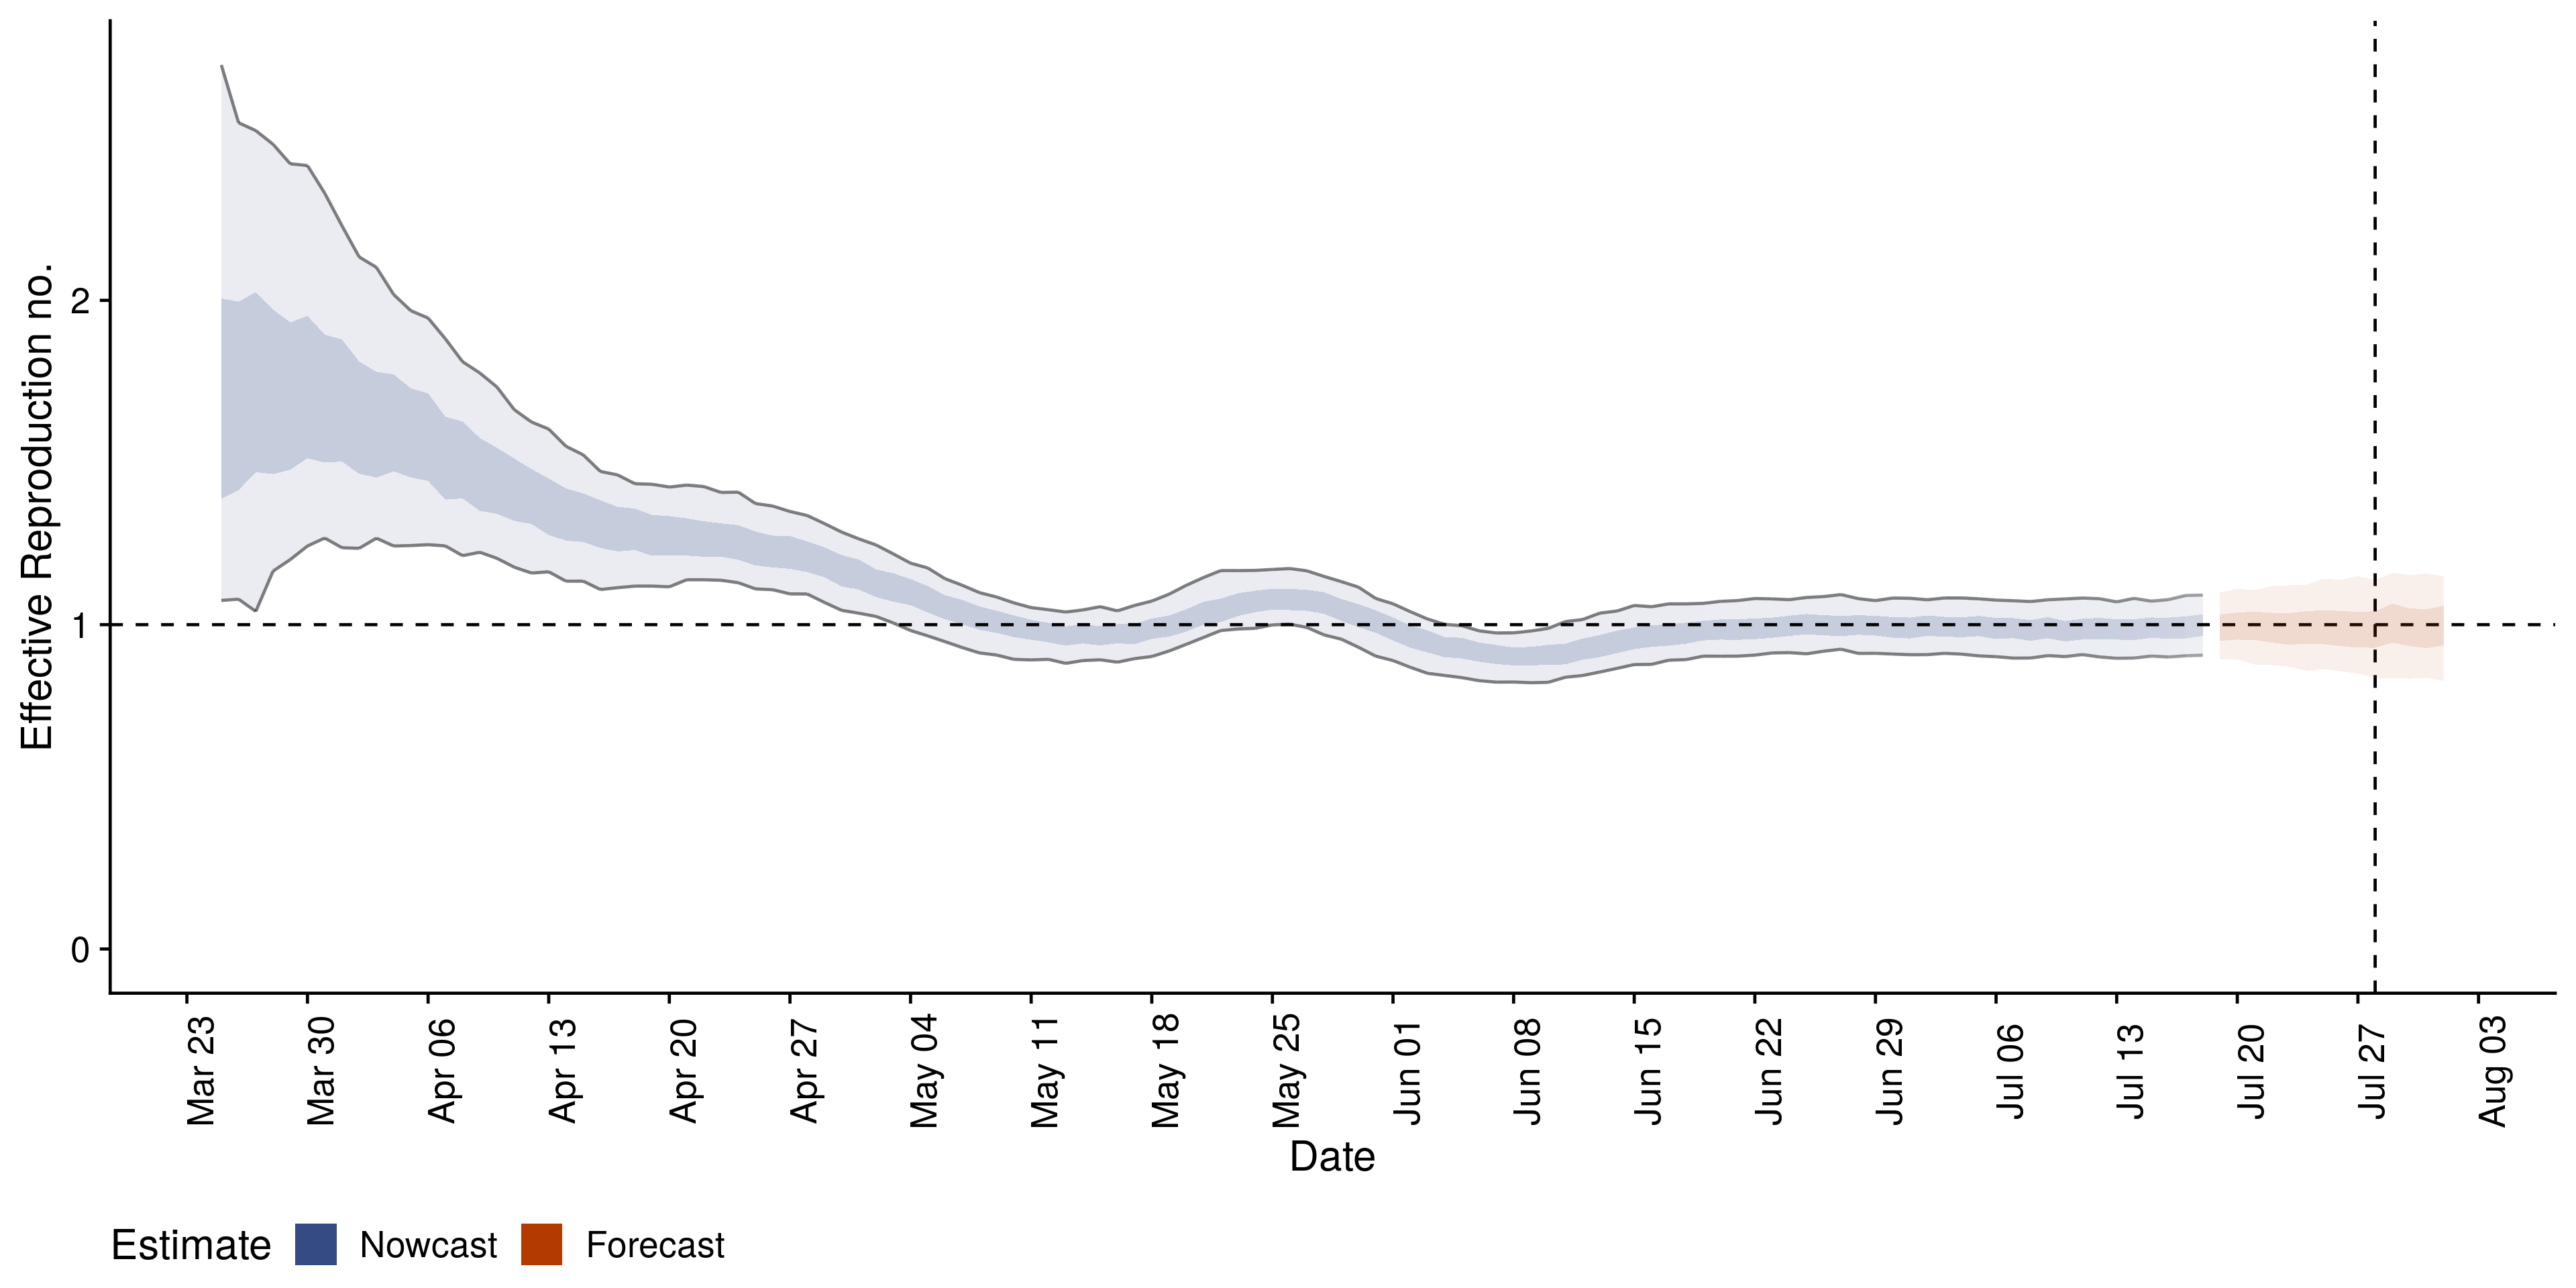 Effective Reproduction no.
2
1
0
Mar 23
Mar 30
Apr 06
Apr 13
Apr 20
Apr 27
May 04
May 11
May 18
May 25
Jun 01
Jun 08
Jun 15
Jun 22
Jun 29
Jul 06
Jul 13
Jul 20
Jul 27
Aug 03
Date
Estimate Nowcast Forecast